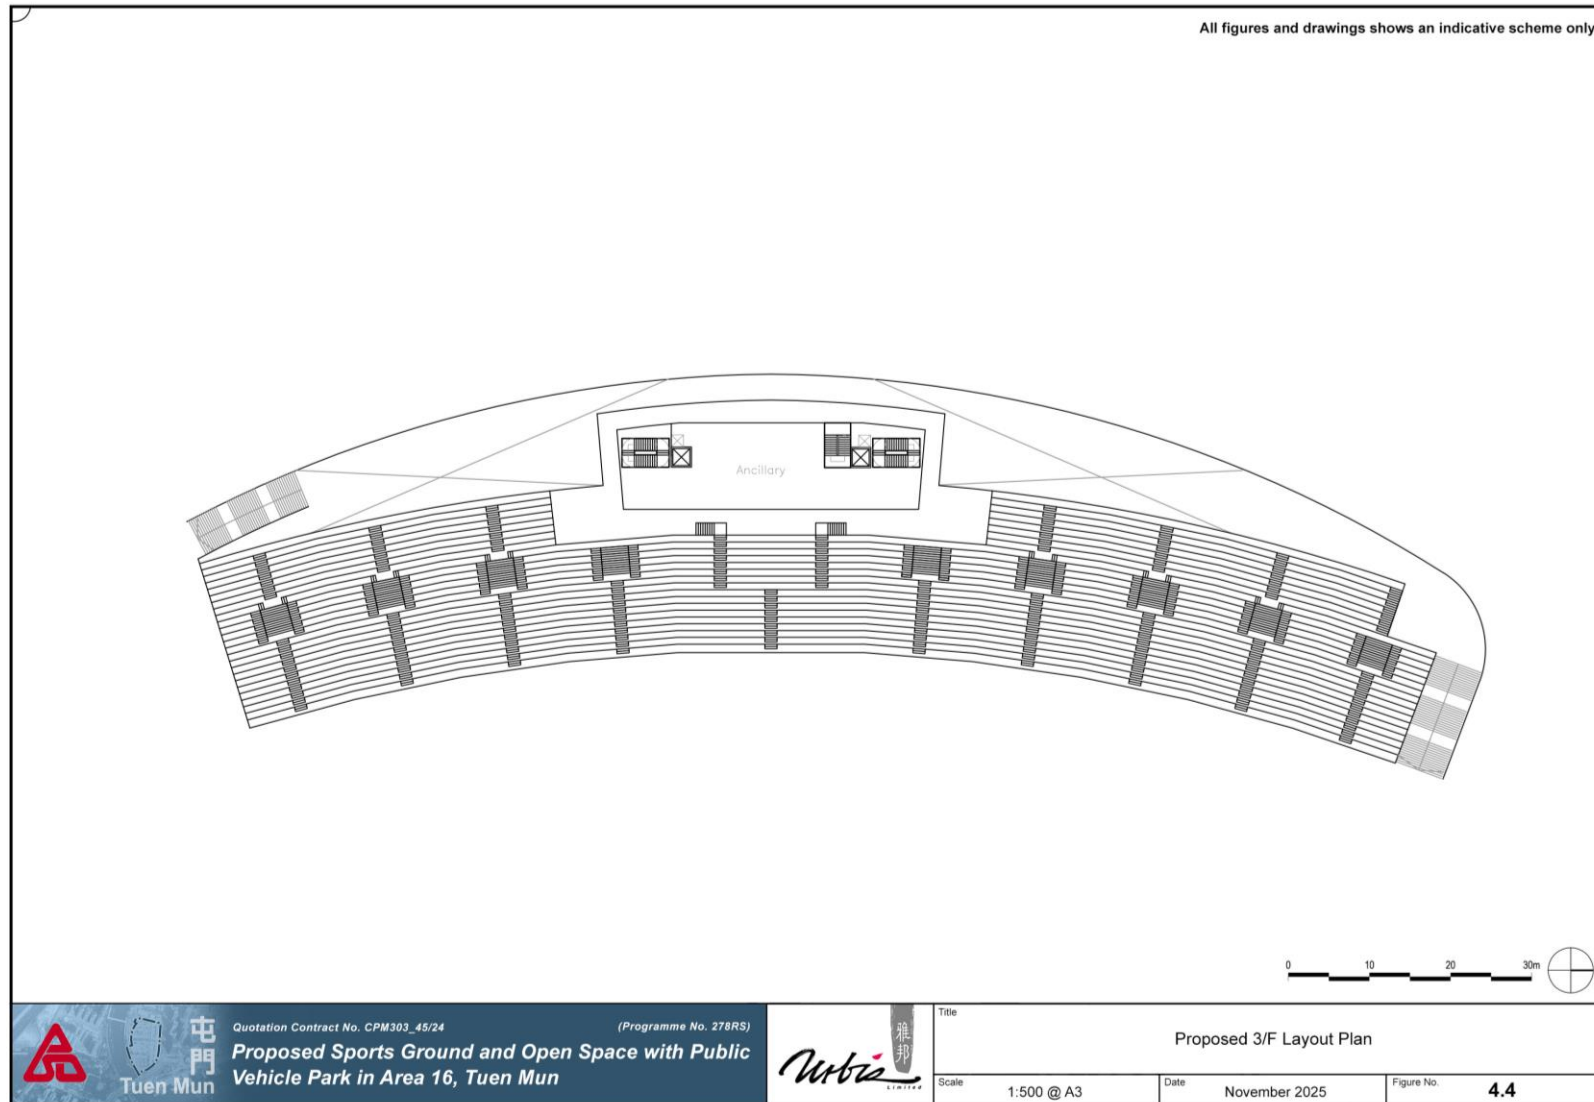 All figures and drawings shows an indicative scheme only
Ancillary
0 10 20 30m
屯門
Tuen Mun
Quotation Contract No. CPM303_45/24 (Programme No. 278RS)
Proposed Sports Ground and Open Space with Public
Vehicle Park in Area 16, Tuen Mun
Urbis
雅邦
Limited
Title
Proposed 3/F Layout Plan
Scale 1:500 @ A3
Date November 2025
Figure No. 4.4